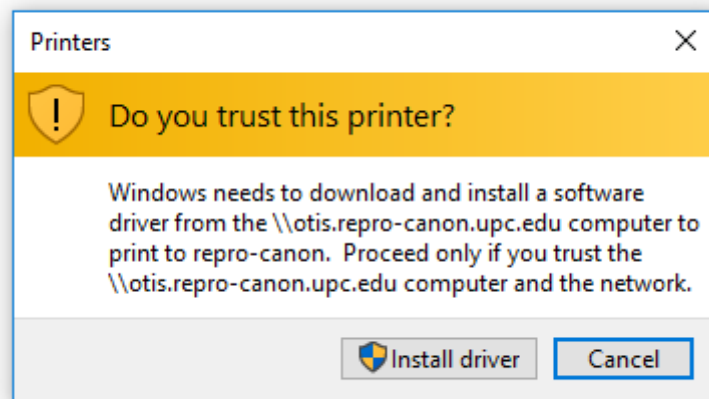 Printers
Do you trust this printer?
Windows needs to download and install a software
driver from the \\otis.repro-canon.upc.edu computer to
print to repro-canon.  Proceed only if you trust the
\\otis.repro-canon.upc.edu computer and the network.
Install driver
Cancel